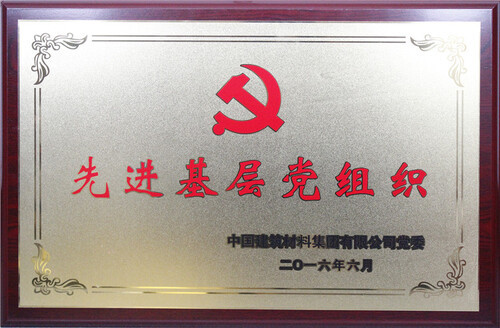 先进基层党组织
中国建筑材料集团有限公司党委
二〇一六年六月